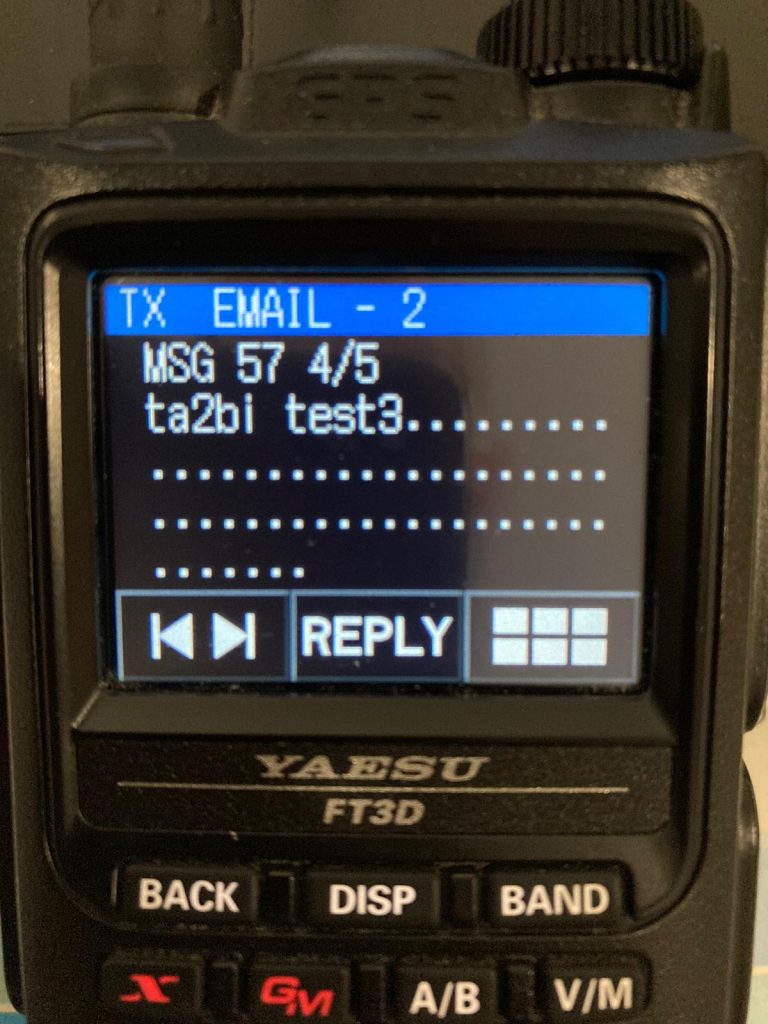 TX EMAIL - 2
MSG 57 4/5
ta2bi test3.........
....................
....................
.......
REPLY
YAESU
FT3D
BACK DISP BAND
X GM A/B V/M